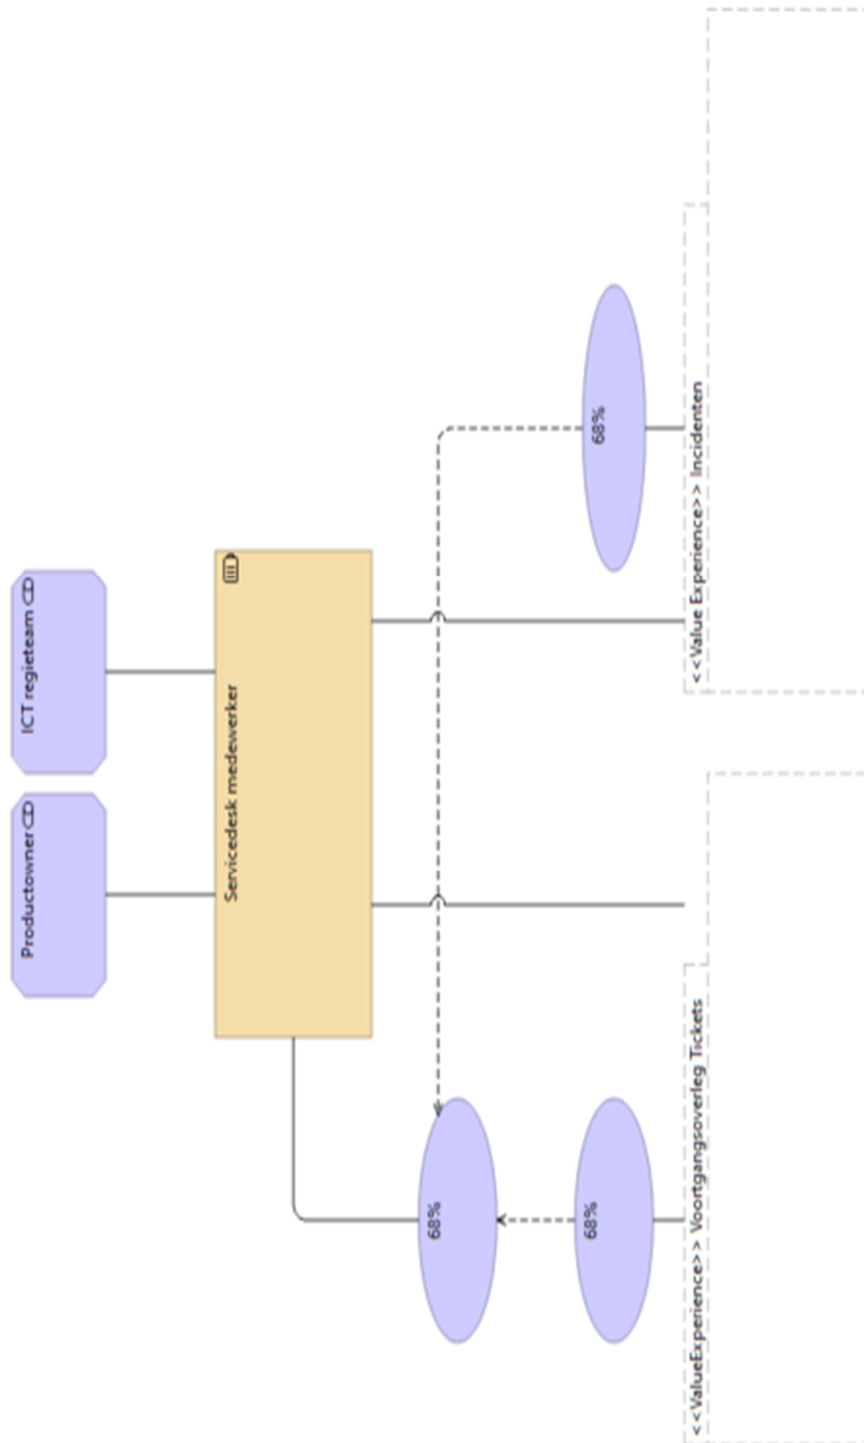 Productowner
ICT regieteam
Servicedesk medewerker
68%
68%
68%
<<ValueExperience>> Voortgangsoverleg Tickets
<<Value Experience>> Incidenten